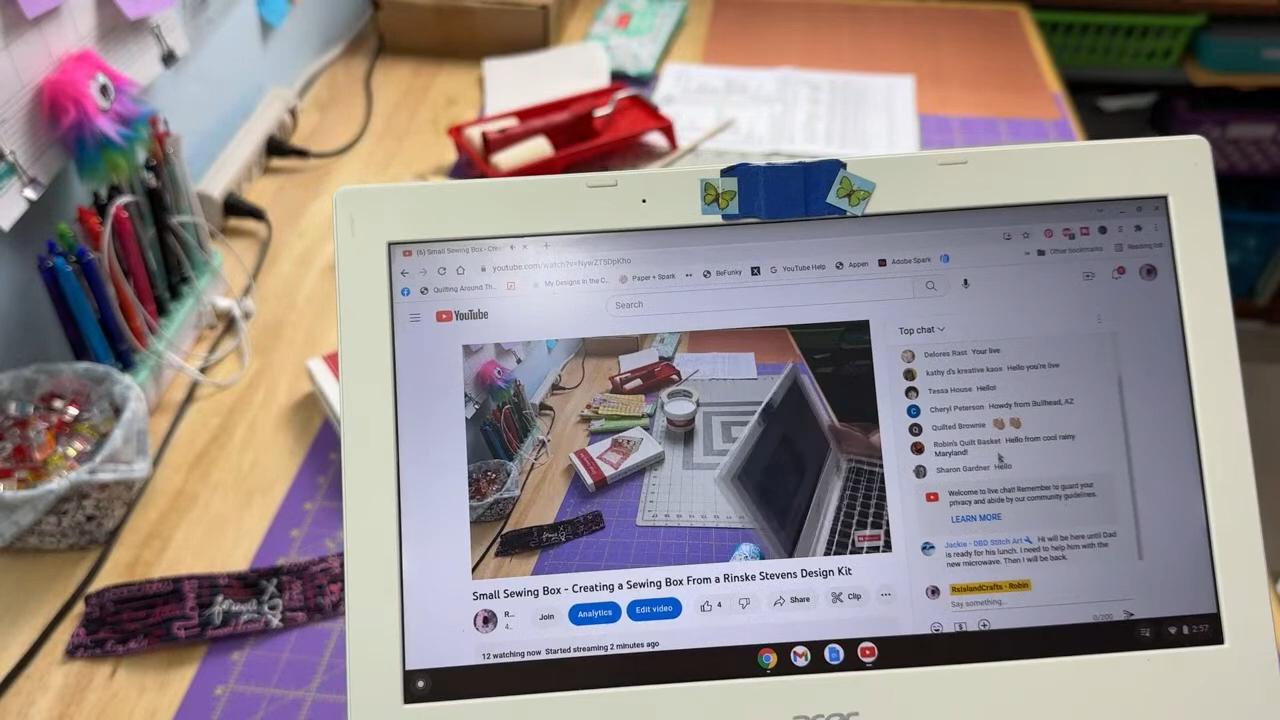 (6) Small Sewing Box - Crea
youtube.com/watch?v=NywZTSDpKho
Quilting Around Th...
My Designs In the C...
Paper + Spark
BeFunky
YouTube Help
Appen
Adobe Spark
Other bookmarks
Reading list
YouTube
Search
Top chat
Delores Rast Your live
kathy d's kreative kaos Hello you're live
Tessa House Hello!
Cheryl Peterson Howdy from Bullhead, AZ
Quilted Brownie
Robin's Quilt Basket Hello from cool rainy
Maryland!
Sharon Gardner Hello
Welcome to live chat! Remember to guard your
privacy and abide by our community guidelines.
LEARN MORE
Jackie - DBD Stitch Art Hi will be here until Dad
is ready for his lunch. I need to help him with the
new microwave. Then I will be back.
RsIslandCrafts - Robin
Say something...
0/200
Small Sewing Box - Creating a Sewing Box From a Rinske Stevens Design Kit
R...
4..
Join
Analytics
Edit video
4
Share
Clip
12 watching now Started streaming 2 minutes ago
2:57
acer